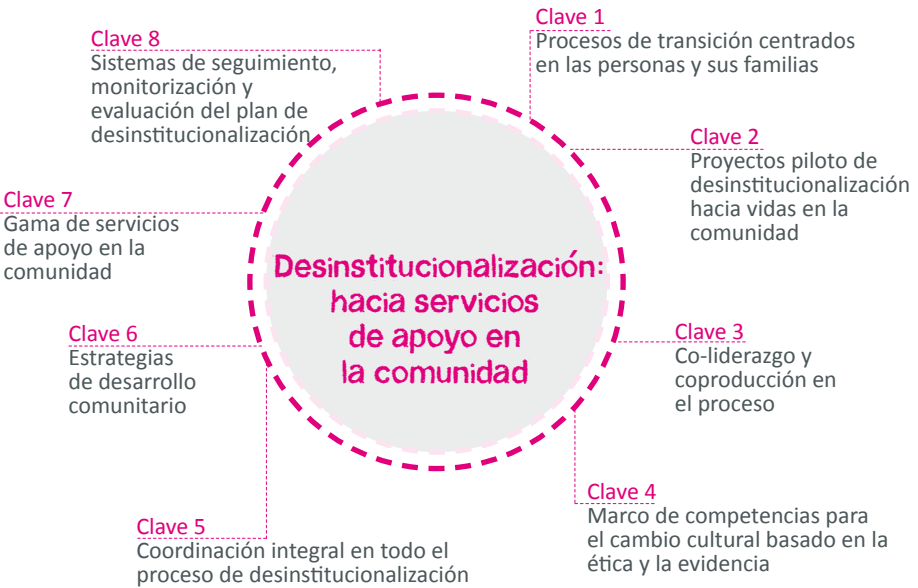 Clave 1
Procesos de transición centrados
en las personas y sus familias
Clave 2
Proyectos piloto de
desinstitucionalización
hacia vidas en la
comunidad
Clave 3
Co-liderazgo y
coproducción en
el proceso
Clave 4
Marco de competencias para
el cambio cultural basado en la
ética y la evidencia
Clave 5
Coordinación integral en todo el
proceso de desinstitucionalización
Clave 6
Estrategias
de desarrollo
comunitario
Clave 7
Gama de servicios
de apoyo en la
comunidad
Clave 8
Sistemas de seguimiento,
monitorización y
evaluación del plan de
desinstitucionalización
Desinstitucionalización:
hacia servicios
de apoyo en
la comunidad